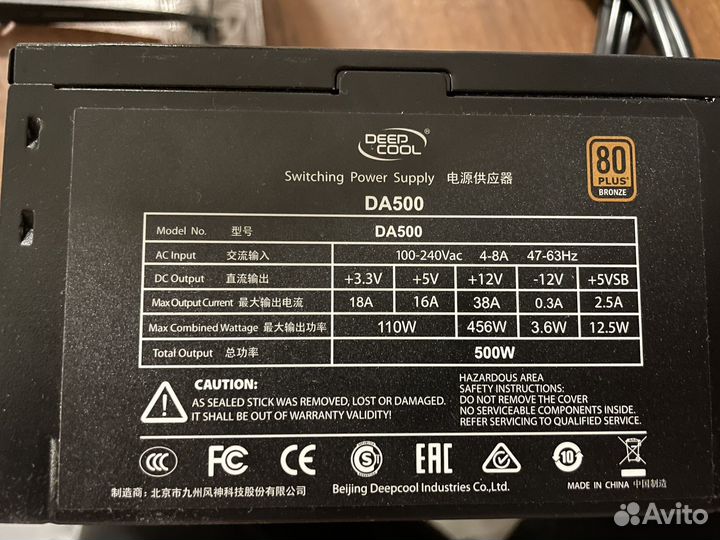 DEEP
COOL®
Switching Power Supply 电源供应器
80
PLUS®
BRONZE
DA500
Model No. 型号 DA500
AC Input 交流输入 100-240Vac 4-8A 47-63Hz
DC Output 直流输出 +3.3V +5V +12V -12V +5VSB
Max Output Current 最大输出电流 18A 16A 38A 0.3A 2.5A
Max Combined Wattage 最大输出功率 110W 456W 3.6W 12.5W
Total Output 总功率 500W
CAUTION:
AS SEALED STICK WAS REMOVED, LOST OR DAMAGED.
IT SHALL BE OUT OF WARRANTY VALIDITY!
HAZARDOUS AREA
SAFETY INSTRUCTIONS:
DO NOT REMOVE THE COVER
NO SERVICEABLE COMPONENTS INSIDE.
REFER SERVICING TO QUALIFIED SERVICE.
CCC FC CE S EAC 10
MADE IN CHINA 中国制造
制造商: 北京市九州风神科技股份有限公司 Beijing Deepcool Industries Co.,Ltd.
Avito